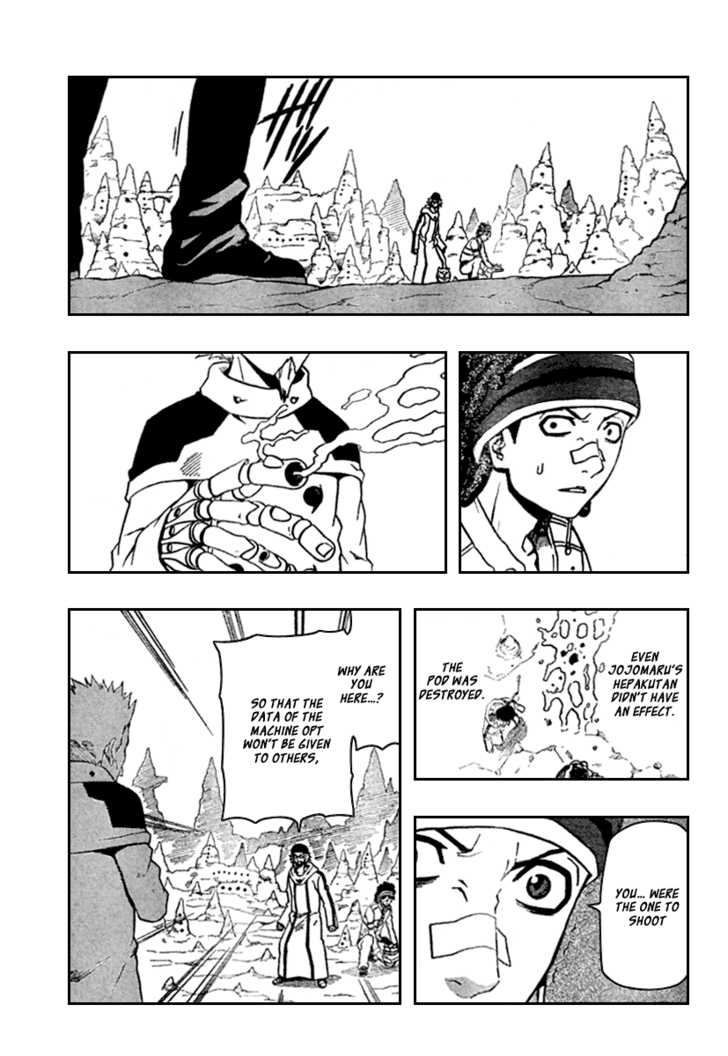 EVEN
JOJOMARU'S
HEPAKUTAN
DIDN'T HAVE
AN EFFECT.
THE
POD WAS
DESTROYED.
YOU... WERE
THE ONE TO
SHOOT
WHY ARE
YOU
HERE...?
SO THAT THE
DATA OF THE
MACHINE OPT
WON'T BE GIVEN
TO OTHERS,